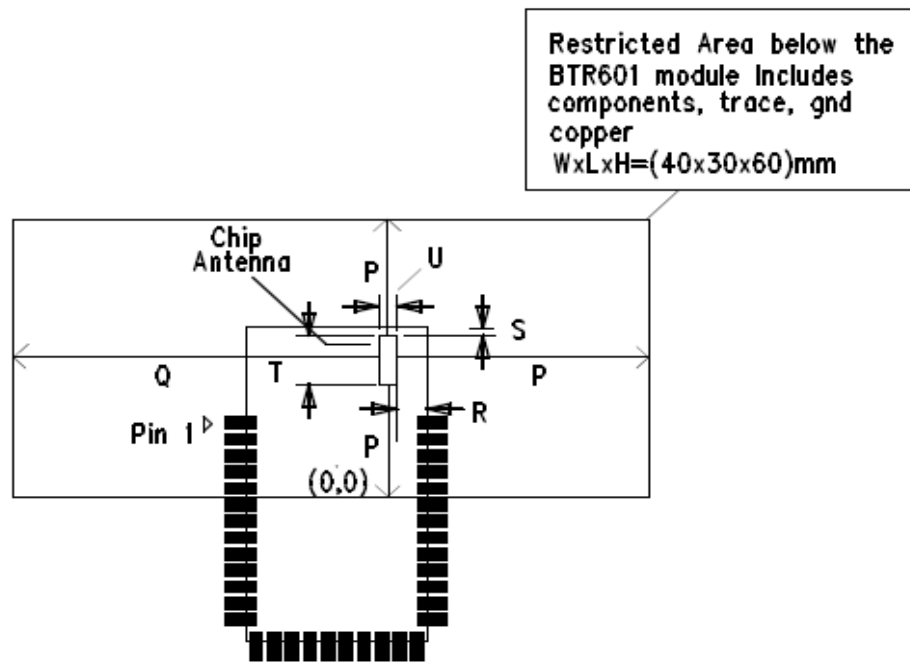 Restricted Area below the
BTR601 module Includes
components, trace, gnd
copper
WxLxH=(40x30x60)mm
Chip
Antenna
P
U
S
Q
T
P
R
Pin 1
P
(0,0)